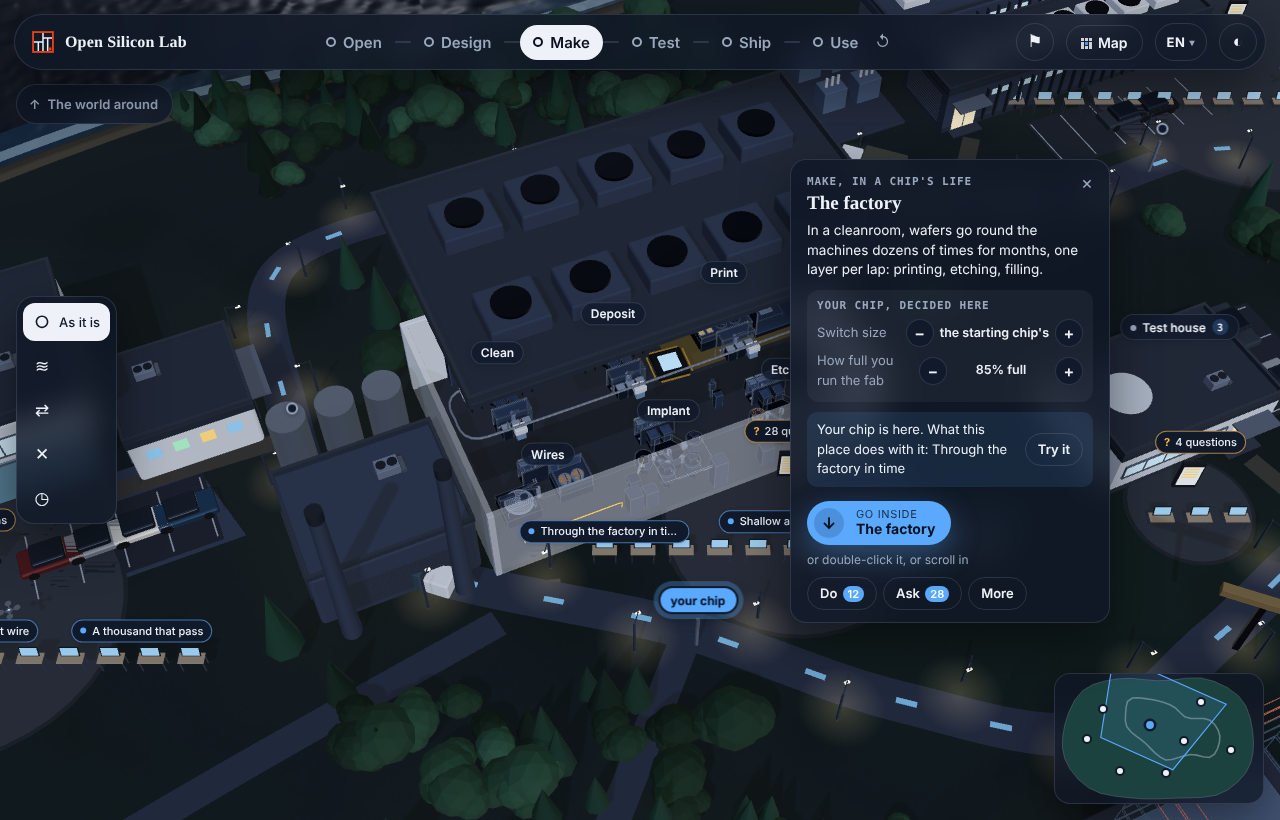 Open Silicon Lab
Open
Design
Make
Test
Ship
Use
Map
EN
The world around
MAKE, IN A CHIP'S LIFE
The factory
In a cleanroom, wafers go round the
machines dozens of times for months, one
layer per lap: printing, etching, filling.
YOUR CHIP, DECIDED HERE
Switch size
− the starting chip's +
How full you
run the fab
− 85% full +
Your chip is here. What this
place does with it: Through the
factory in time
Try it
GO INSIDE
The factory
or double-click it, or scroll in
Do 12
Ask 28
More
As it is
Print
Deposit
Clean
Etc
Implant
? 28 qu
Wires
Through the factory in ti...
Shallow a
your chip
Test house 3
? 4 questions
s
t wire
A thousand that pass